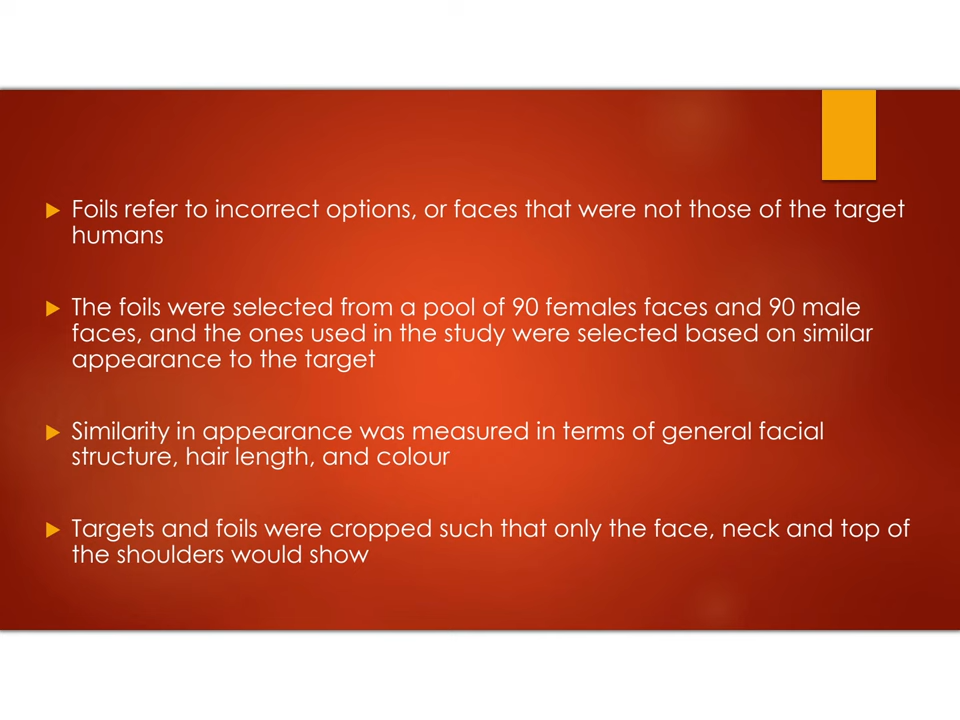 Foils refer to incorrect options, or faces that were not those of the target
humans
The foils were selected from a pool of 90 females faces and 90 male
faces, and the ones used in the study were selected based on similar
appearance to the target
Similarity in appearance was measured in terms of general facial
structure, hair length, and colour
Targets and foils were cropped such that only the face, neck and top of
the shoulders would show